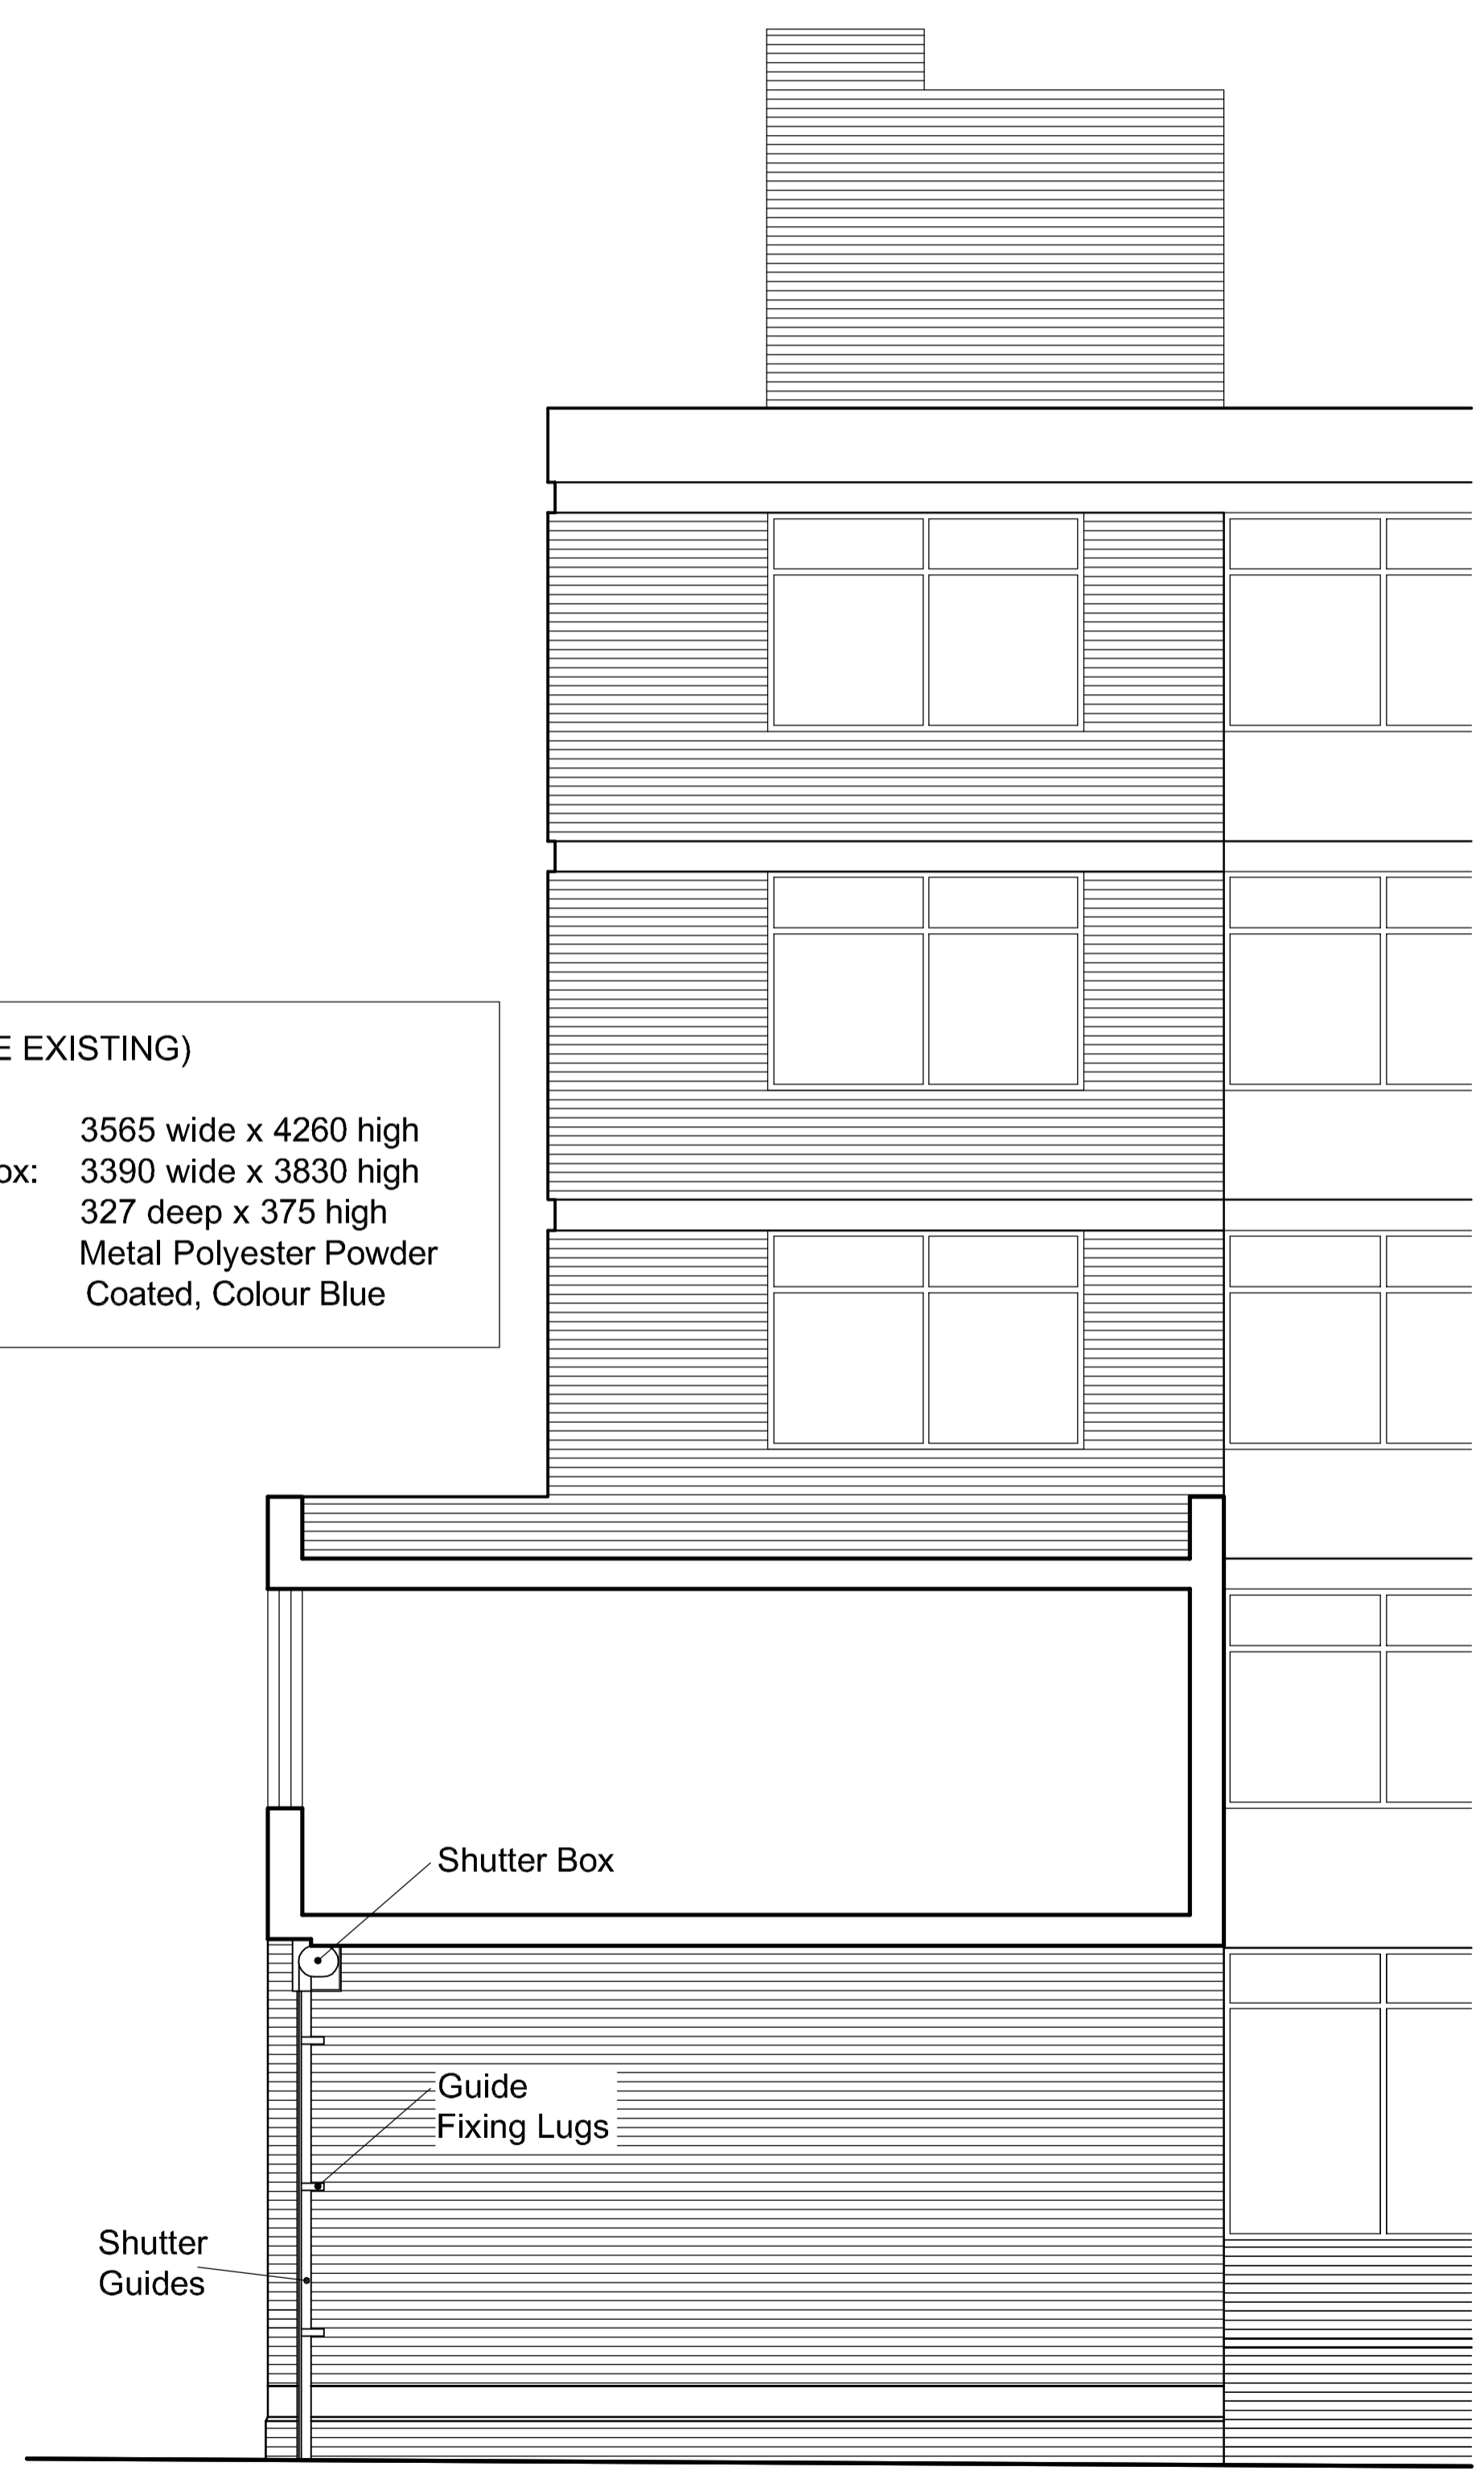 EXISTING)
3565 wide x 4260 high
3390 wide x 3830 high
327 deep x 375 high
Metal Polyester Powder
Coated, Colour Blue
Shutter Box
Guide
Fixing Lugs
Shutter
Guides